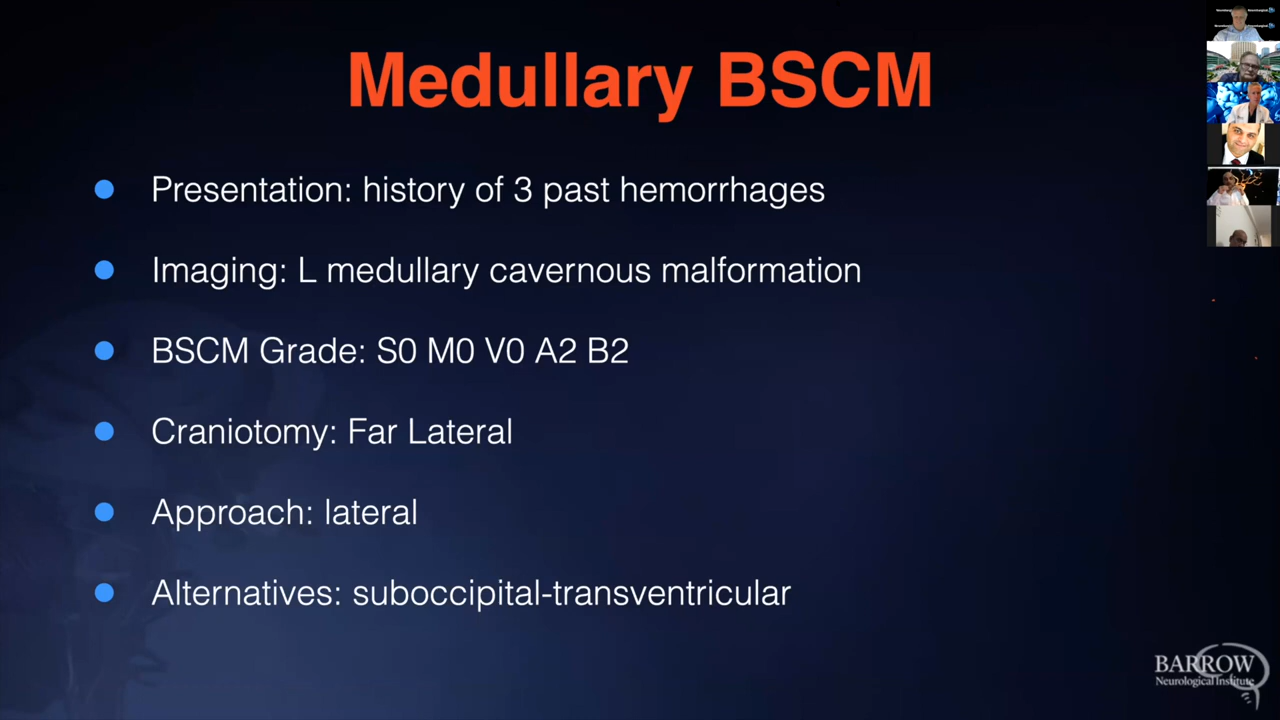 Medullary BSCM
Presentation: history of 3 past hemorrhages
Imaging: L medullary cavernous malformation
BSCM Grade: S0 M0 V0 A2 B2
Craniotomy: Far Lateral
Approach: lateral
Alternatives: suboccipital-transventricular
BARROW
Neurological Institute